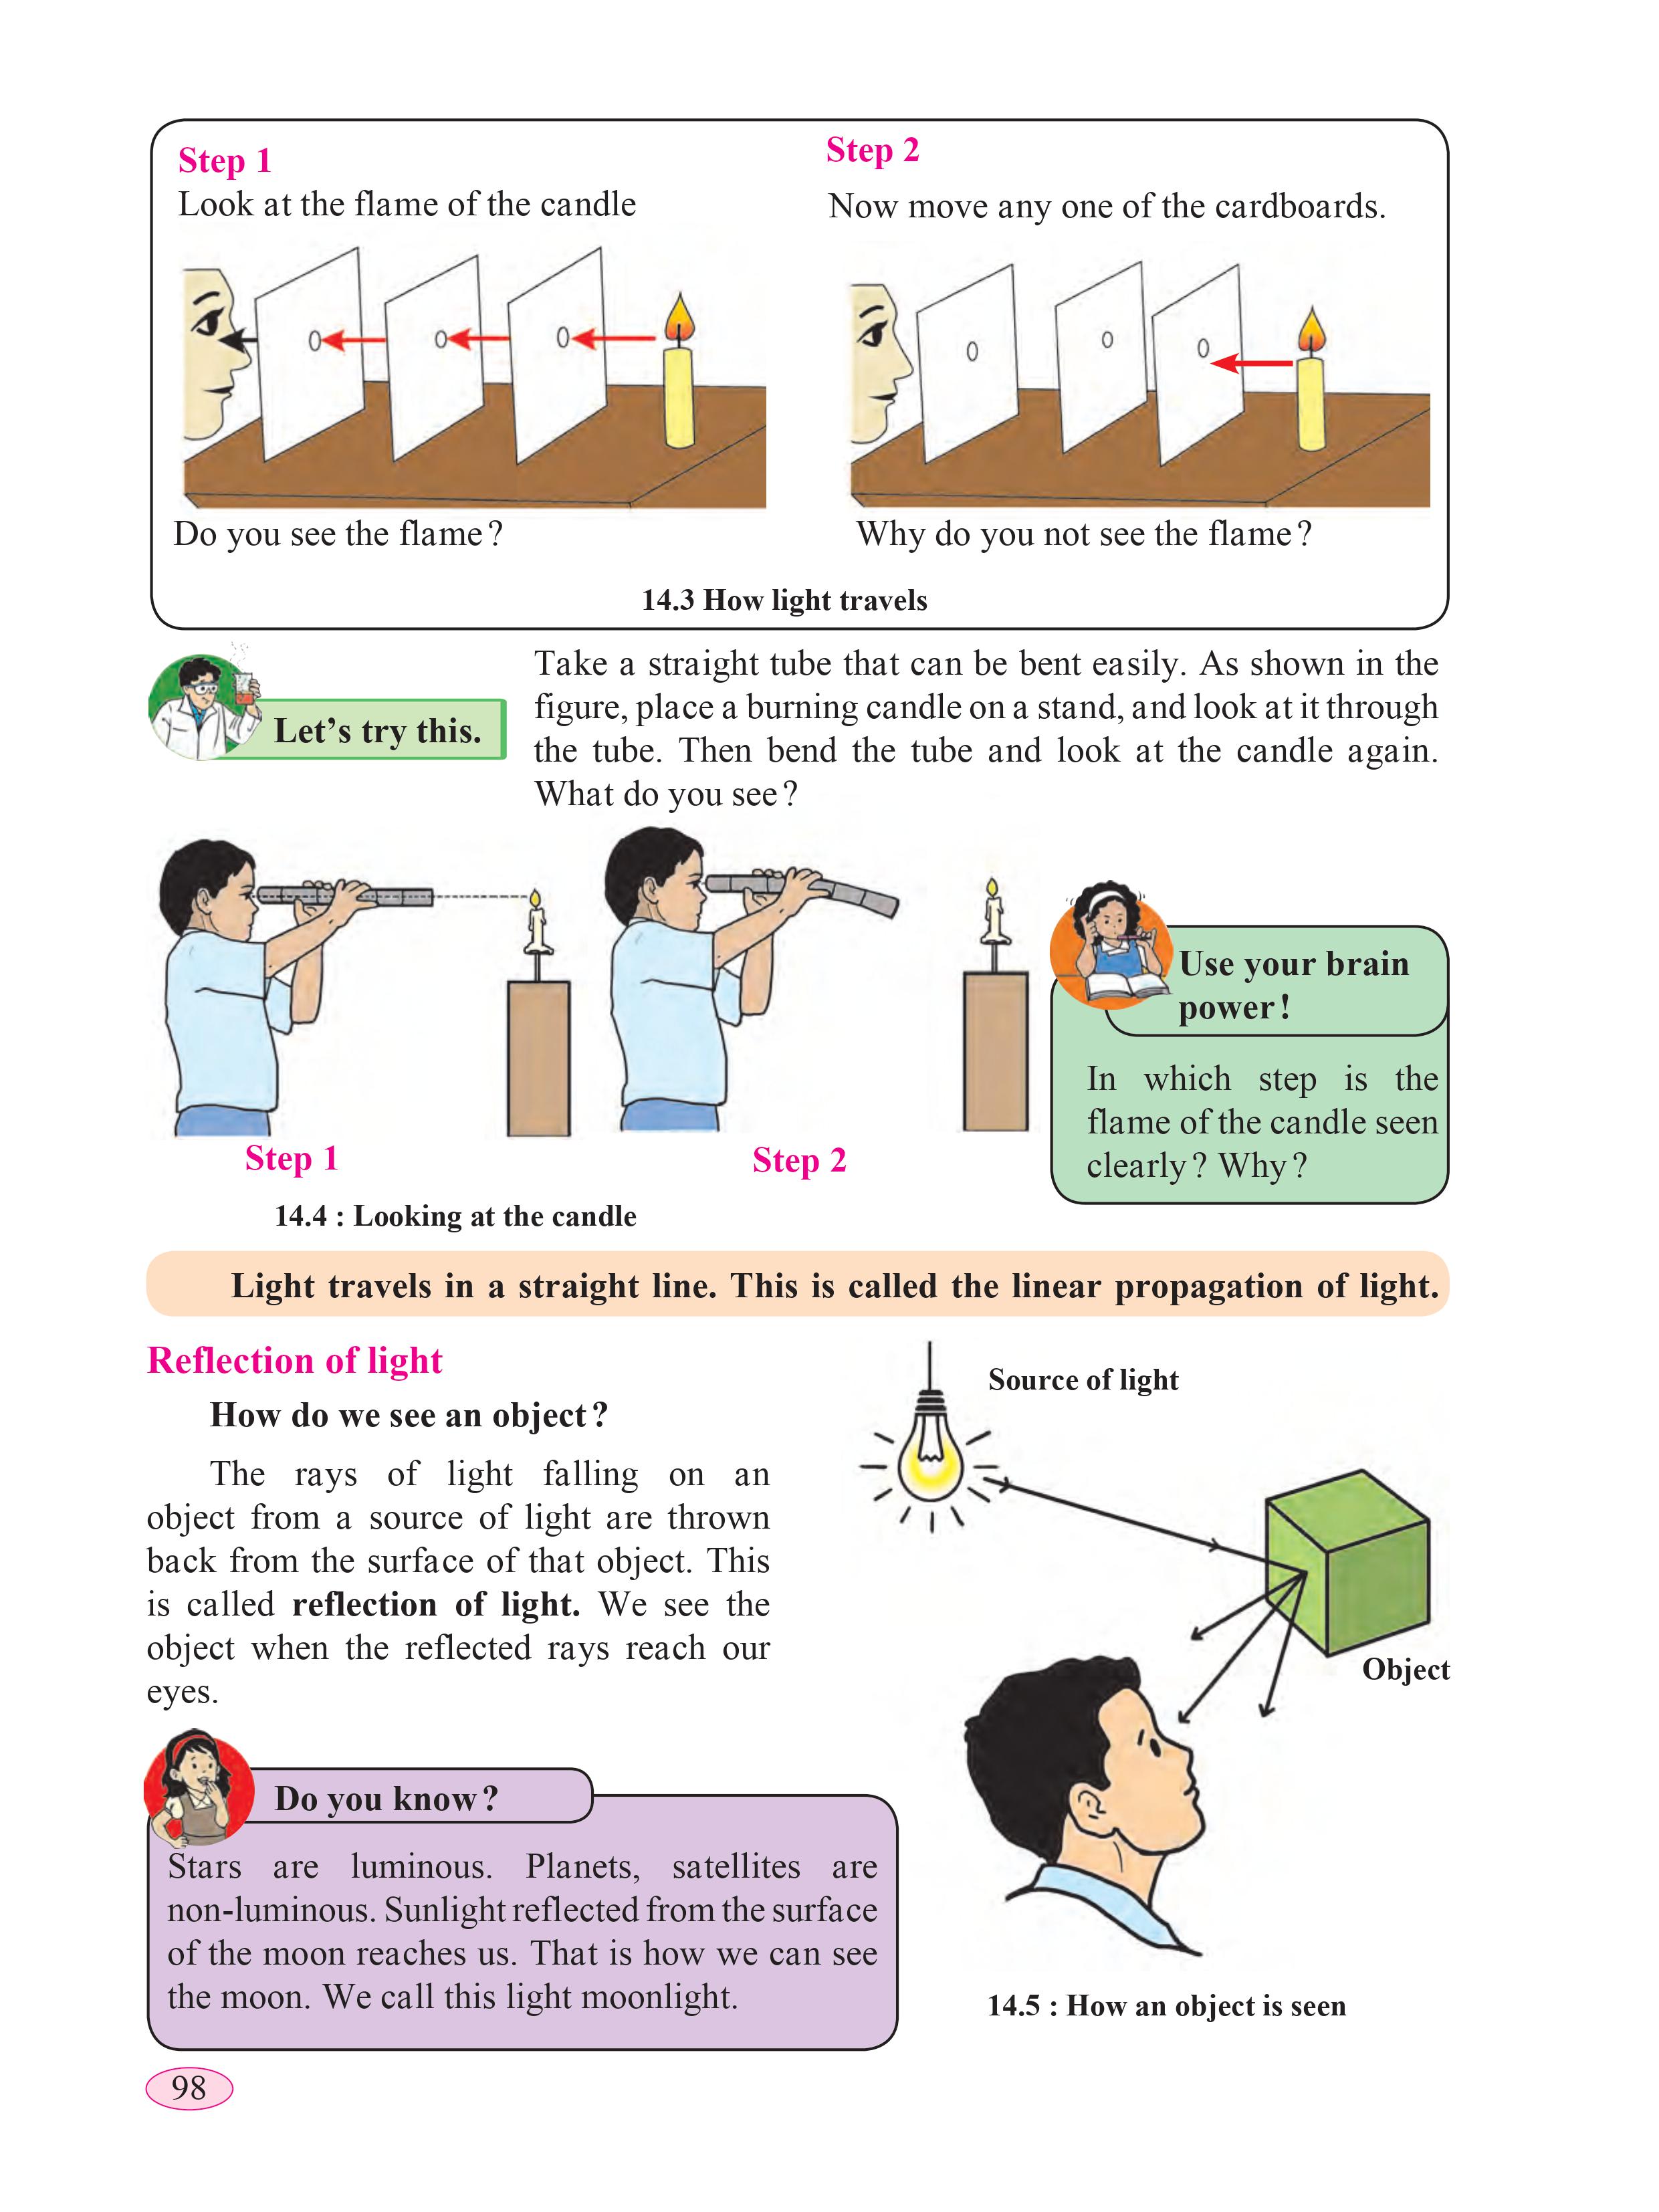 Step 1
Look at the flame of the candle
Do you see the flame?
Step 2
Now move any one of the cardboards.
Why do you not see the flame?
14.3 How light travels
Let's try this.
Take a straight tube that can be bent easily. As shown in the
figure, place a burning candle on a stand, and look at it through
the tube. Then bend the tube and look at the candle again.
What do you see?
Step 1
Step 2
14.4 : Looking at the candle
Use your brain
power!
In which step is the
flame of the candle seen
clearly? Why?
Light travels in a straight line. This is called the linear propagation of light.
Reflection of light
How do we see an object?
The rays of light falling on an
object from a source of light are thrown
back from the surface of that object. This
is called reflection of light. We see the
object when the reflected rays reach our
eyes.
Source of light
Object
14.5 : How an object is seen
Do you know?
Stars are luminous. Planets, satellites are
non-luminous. Sunlight reflected from the surface
of the moon reaches us. That is how we can see
the moon. We call this light moonlight.
98